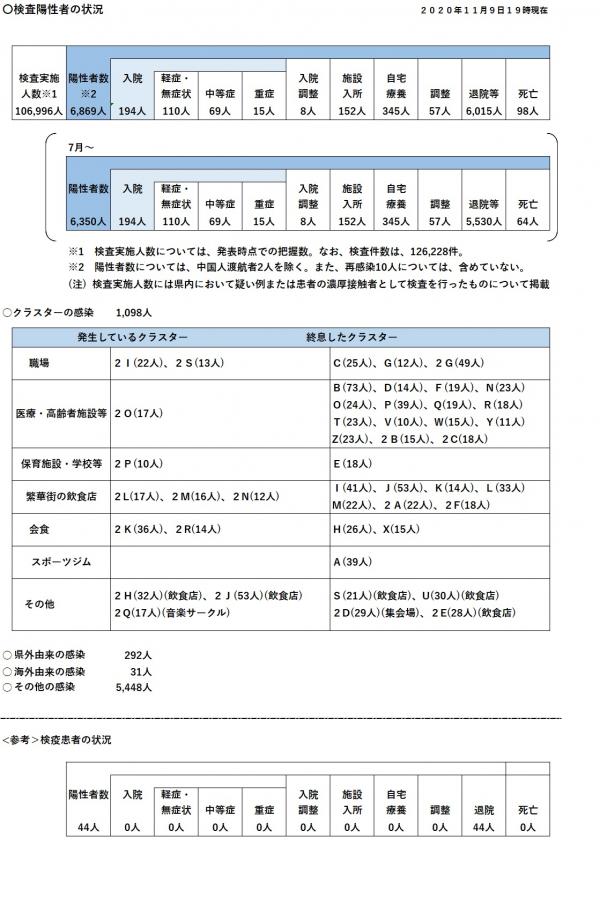 〇検査陽性者の状況 ２０２０年１１月９日１９時現在
検査実施 陽性者数 入院 軽症・ 中等症 重症 入院 施設 自宅 調整 退院等 死亡
人数※1 ※2 無症状 調整 入所 療養
106,996人 6,869人 194人 110人 69人 15人 8人 152人 345人 57人 6,015人 98人
7月～
陽性者数 入院 軽症・ 中等症 重症 入院 施設 自宅 調整 退院等 死亡
無症状 調整 入所 療養
6,350人 194人 110人 69人 15人 8人 152人 345人 57人 5,530人 64人
※1 検査実施人数については、発表時点での把握数。なお、検査件数は、126,228件。
※2 陽性者数については、中国人渡航者2人を除く。また、再感染10人については、含めていない。
（注） 検査実施人数には県内において疑い例または患者の濃厚接触者として検査を行ったものについて掲載
〇クラスターの感染 1,098人
発生しているクラスター 終息したクラスター
職場 ２Ｉ(22人)、２Ｓ(13人) Ｃ(25人)、Ｇ(12人)、２Ｇ(49人)
医療・高齢者施設等 ２Ｏ(17人) Ｂ(73人)、Ｄ(14人)、Ｆ(19人)、Ｎ(23人)
Ｏ(24人)、Ｐ(39人)、Ｑ(19人)、Ｒ(18人)
Ｔ(23人)、Ｖ(10人)、Ｗ(15人)、Ｙ(11人)
Ｚ(23人)、２Ｂ(15人)、２Ｃ(18人)
保育施設・学校等 ２Ｐ(10人) Ｅ(18人)
繁華街の飲食店 ２Ｌ(17人)、２Ｍ(16人)、２Ｎ(12人) Ｉ(41人)、Ｊ(53人)、Ｋ(14人)、Ｌ(33人)
Ｍ(22人)、２Ａ(22人)、２Ｆ(18人)
会食 ２Ｋ(36人)、２Ｒ(14人) Ｈ(26人)、Ｘ(15人)
スポーツジム Ａ(39人)
その他 ２Ｈ(32人)(飲食店)、２Ｊ(53人)(飲食店) Ｓ(21人)(飲食店)、Ｕ(30人)(飲食店)
２Ｑ(17人)(音楽サークル) ２Ｄ(29人)(集会場)、２Ｅ(28人)(飲食店)
〇県外由来の感染 292人
〇海外由来の感染 31人
〇その他の感染 5,448人
＜参考＞検疫患者の状況
陽性者数 入院 軽症・ 中等症 重症 入院 施設 自宅 調整 退院 死亡
無症状 調整 入所 療養
44人 0人 0人 0人 0人 0人 0人 0人 0人 44人 0人